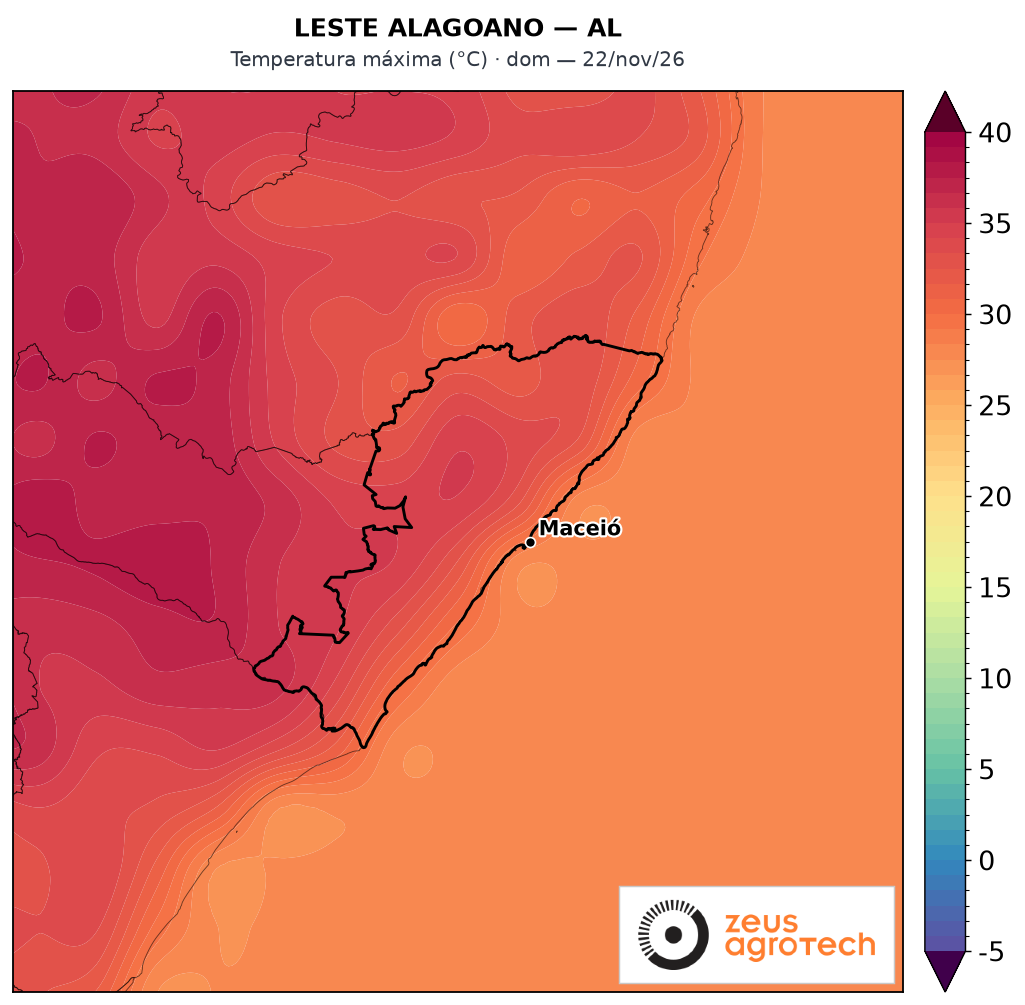 LESTE ALAGOANO — AL
Temperatura máxima (°C) · dom — 22/nov/26
40
35
30
25
20
15
10
5
0
-5
Maceió
zeus
agrotech